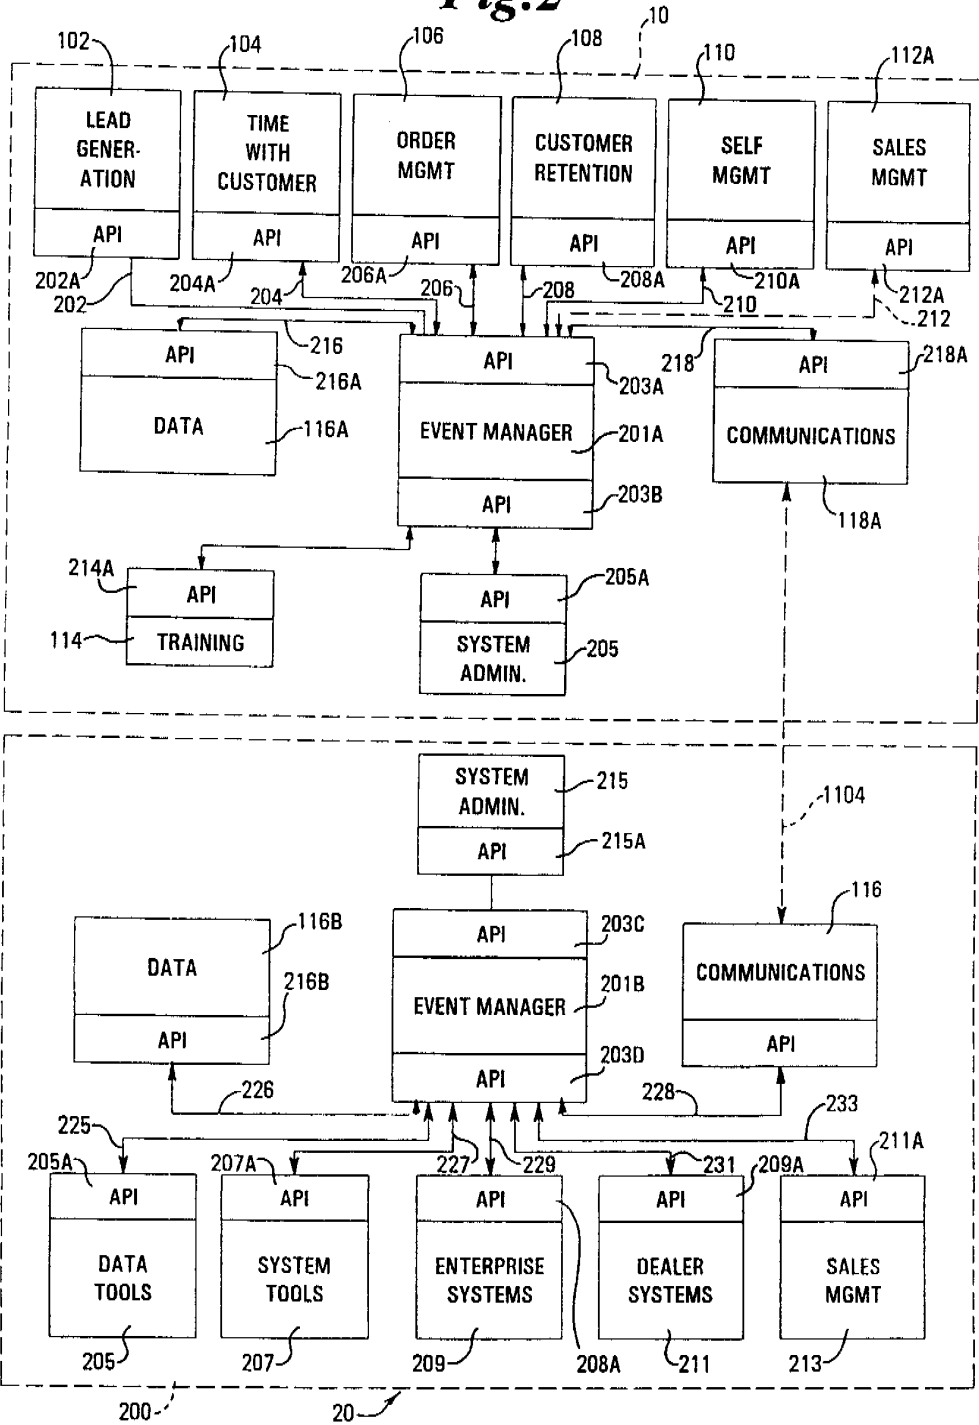 Fig.2
10
102
104
106
108
110
112A
LEAD
GENER-
ATION
TIME
WITH
CUSTOMER
ORDER
MGMT
CUSTOMER
RETENTION
SELF
MGMT
SALES
MGMT
API
API
API
API
API
API
202A
204A
206A
208A
210A
212A
202
204
206
208
210
212
216
218
API
216A
DATA
116A
API
203A
EVENT MANAGER
201A
API
203B
API
218A
COMMUNICATIONS
118A
214A
API
114
TRAINING
API
205A
SYSTEM
ADMIN.
205
SYSTEM
ADMIN.
215
API
215A
1104
116B
DATA
216B
API
API
203C
EVENT MANAGER
201B
API
203D
116
COMMUNICATIONS
API
226
228
225
227
229
231
233
205A
207A
209A
211A
API
API
API
API
API
DATA
TOOLS
SYSTEM
TOOLS
ENTERPRISE
SYSTEMS
DEALER
SYSTEMS
SALES
MGMT
205
207
209
208A
211
213
200
20